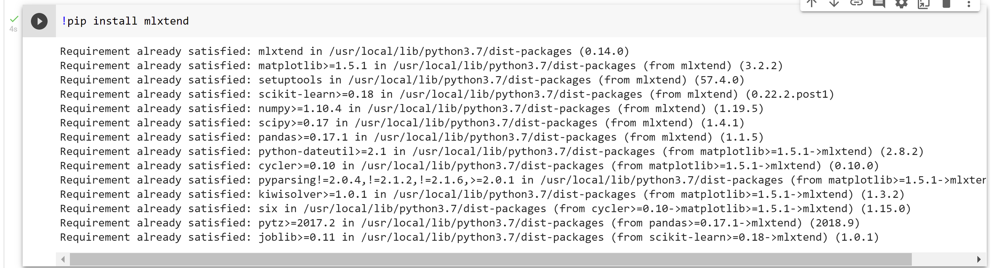 !pip install mlxtend
4s
Requirement already satisfied: mlxtend in /usr/local/lib/python3.7/dist-packages (0.14.0)
Requirement already satisfied: matplotlib>=1.5.1 in /usr/local/lib/python3.7/dist-packages (from mlxtend) (3.2.2)
Requirement already satisfied: setuptools in /usr/local/lib/python3.7/dist-packages (from mlxtend) (57.4.0)
Requirement already satisfied: scikit-learn>=0.18 in /usr/local/lib/python3.7/dist-packages (from mlxtend) (0.22.2.post1)
Requirement already satisfied: numpy>=1.10.4 in /usr/local/lib/python3.7/dist-packages (from mlxtend) (1.19.5)
Requirement already satisfied: scipy>=0.17 in /usr/local/lib/python3.7/dist-packages (from mlxtend) (1.4.1)
Requirement already satisfied: pandas>=0.17.1 in /usr/local/lib/python3.7/dist-packages (from mlxtend) (1.1.5)
Requirement already satisfied: python-dateutil>=2.1 in /usr/local/lib/python3.7/dist-packages (from matplotlib>=1.5.1->mlxtend) (2.8.2)
Requirement already satisfied: cycler>=0.10 in /usr/local/lib/python3.7/dist-packages (from matplotlib>=1.5.1->mlxtend) (0.10.0)
Requirement already satisfied: pyparsing!=2.0.4,!=2.1.2,!=2.1.6,>=2.0.1 in /usr/local/lib/python3.7/dist-packages (from matplotlib>=1.5.1->mlxten
Requirement already satisfied: kiwisolver>=1.0.1 in /usr/local/lib/python3.7/dist-packages (from matplotlib>=1.5.1->mlxtend) (1.3.2)
Requirement already satisfied: six in /usr/local/lib/python3.7/dist-packages (from cycler>=0.10->matplotlib>=1.5.1->mlxtend) (1.15.0)
Requirement already satisfied: pytz>=2017.2 in /usr/local/lib/python3.7/dist-packages (from pandas>=0.17.1->mlxtend) (2018.9)
Requirement already satisfied: joblib>=0.11 in /usr/local/lib/python3.7/dist-packages (from scikit-learn>=0.18->mlxtend) (1.0.1)